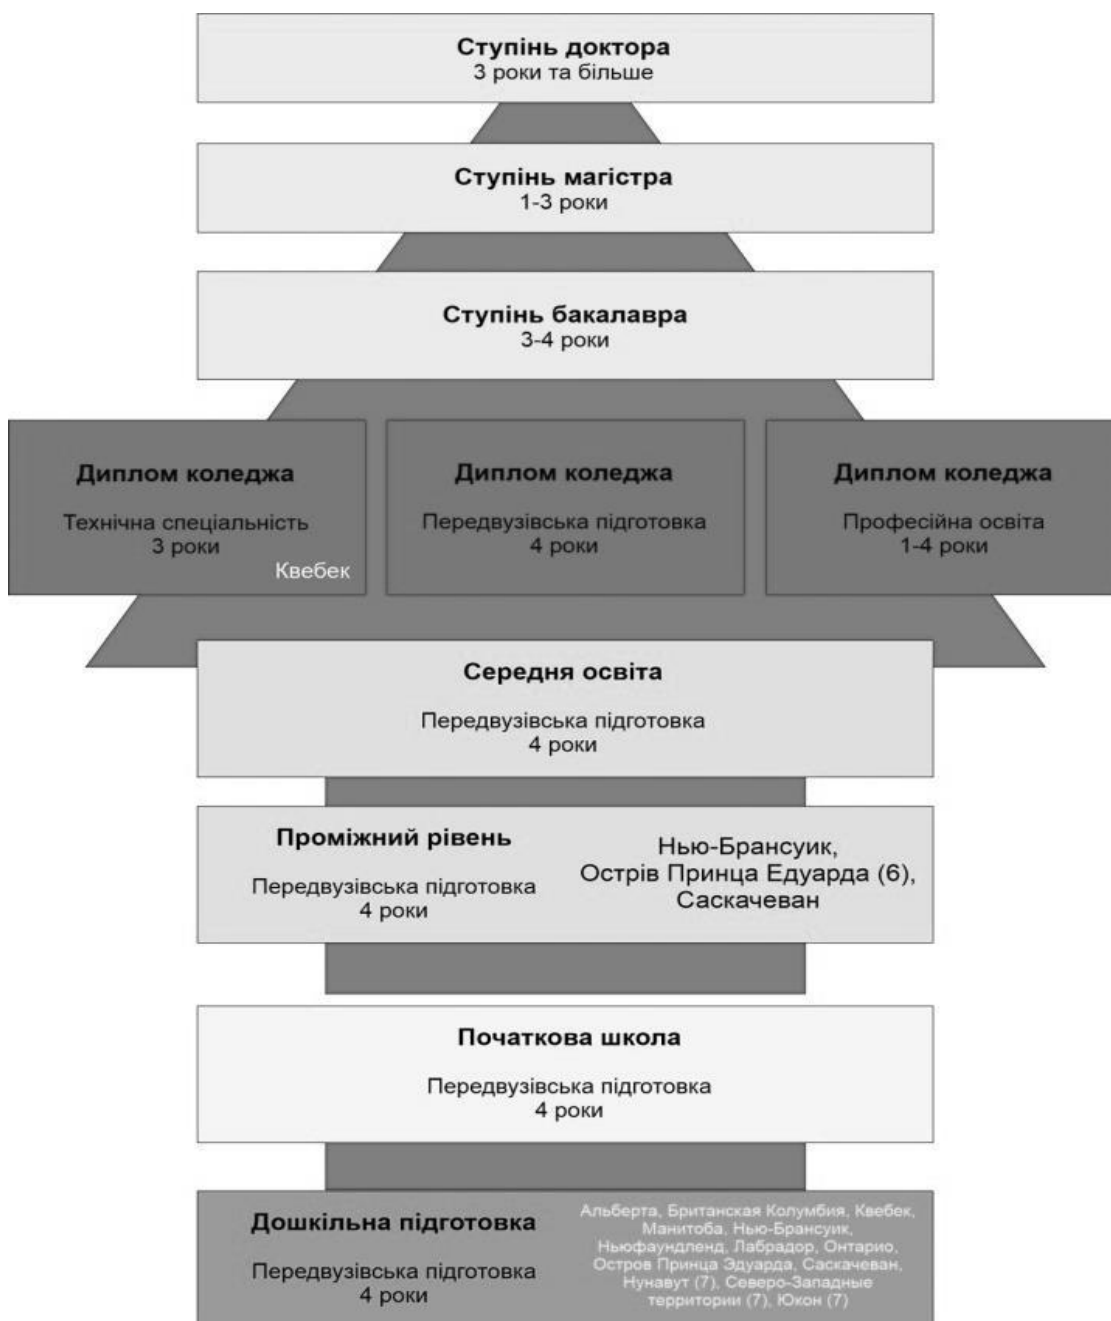 Ступінь доктора
3 роки та більше
Ступінь магістра
1-3 роки
Ступінь бакалавра
3-4 роки
Диплом коледжа
Технічна спеціальність
3 роки
Квебек
Диплом коледжа
Передвузівська підготовка
4 роки
Диплом коледжа
Професійна освіта
1-4 роки
Середня освіта
Передвузівська підготовка
4 роки
Проміжний рівень
Передвузівська підготовка
4 роки
Нью-Брансуик,
Острів Принца Едуарда (6),
Саскачеван
Початкова школа
Передвузівська підготовка
4 роки
Дошкільна підготовка
Передвузівська підготовка
4 роки
Альберта, Британская Колумбия, Квебек,
Манитоба, Нью-Брансуик,
Ньюфаундленд, Лабрадор, Онтарио,
Остров Принца Эдуарда, Саскачеван,
Нунавут (7), Северо-Западные
территории (7), Юкон (7)